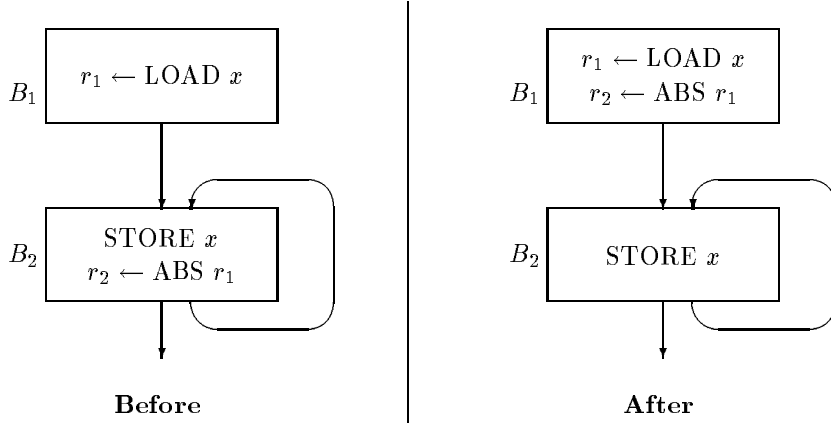 r₁ ← LOAD x
B₁
STORE x
r₂ ← ABS r₁
B₂
Before
r₁ ← LOAD x
r₂ ← ABS r₁
B₁
STORE x
B₂
After